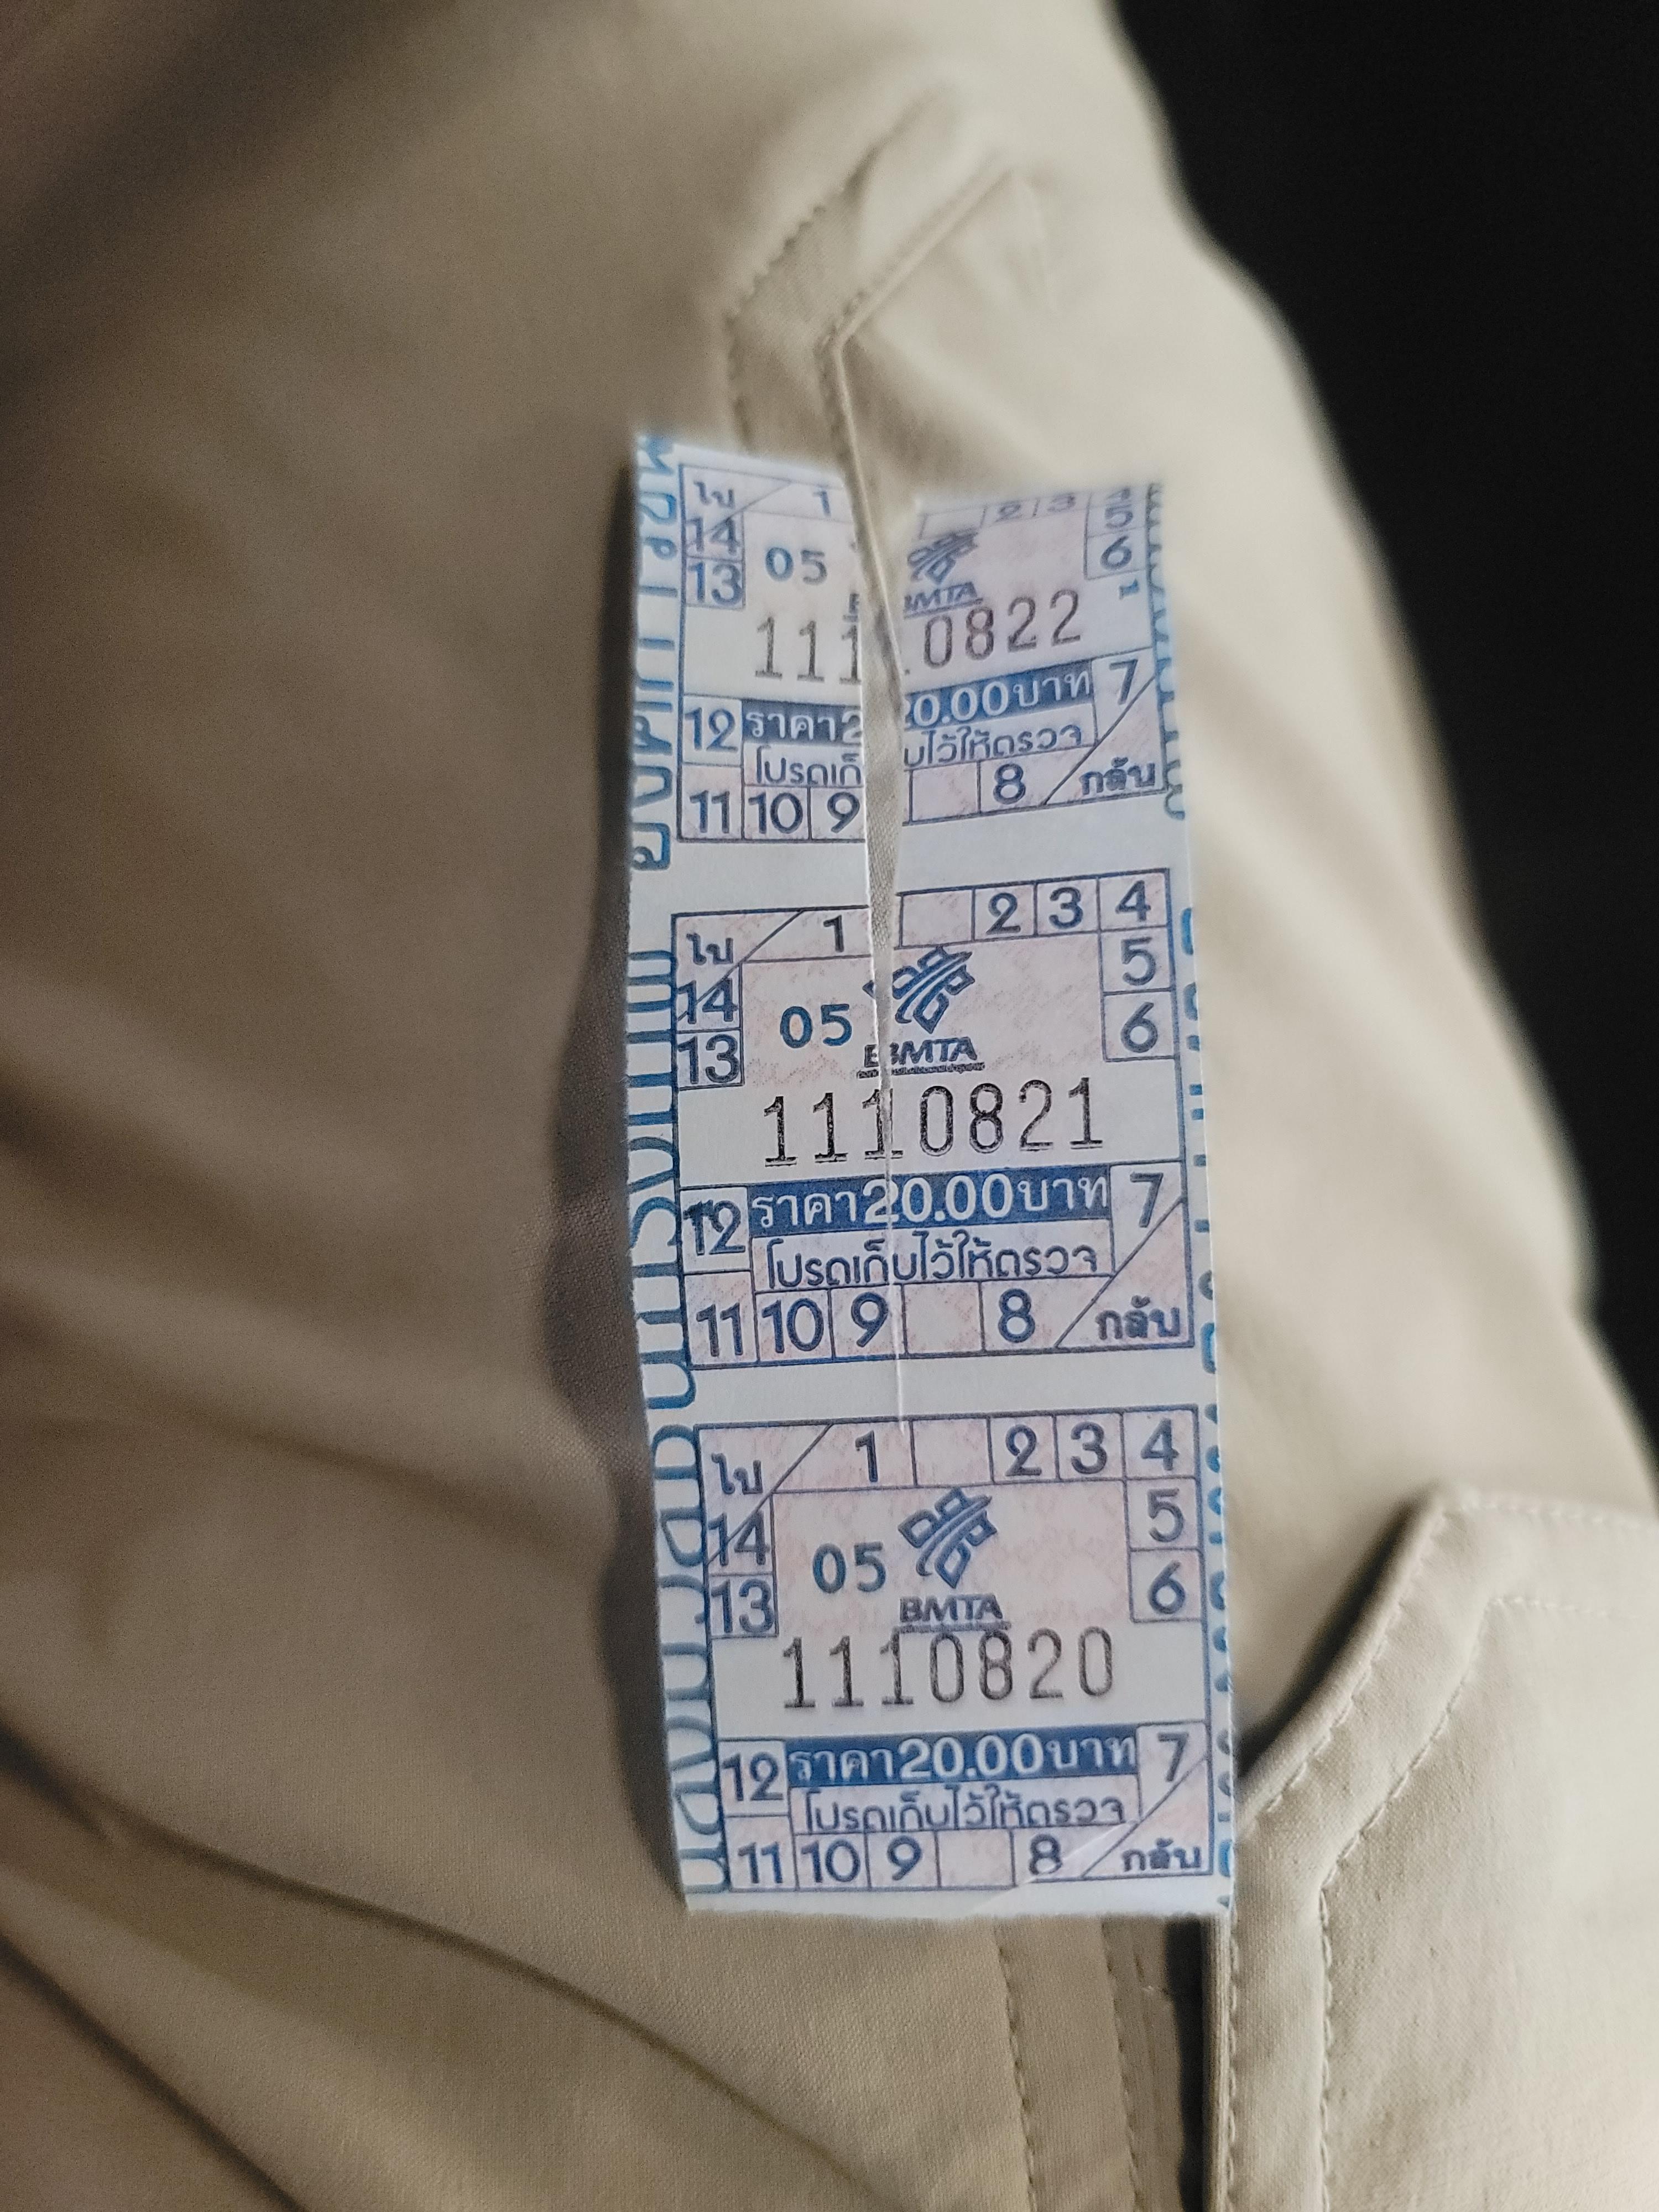 ไป 1 2 3 4
14 5
13 05 6
BMTA
1110822
12 ราคา 20.00 บาท 7
โปรดเก็บไว้ให้ตรวจ
11 10 9 8 กลับ
ไป 1 2 3 4
14 5
13 05 6
BMTA
1110821
12 ราคา 20.00 บาท 7
โปรดเก็บไว้ให้ตรวจ
11 10 9 8 กลับ
ไป 1 2 3 4
14 5
13 05 6
BMTA
1110820
12 ราคา 20.00 บาท 7
โปรดเก็บไว้ให้ตรวจ
11 10 9 8 กลับ